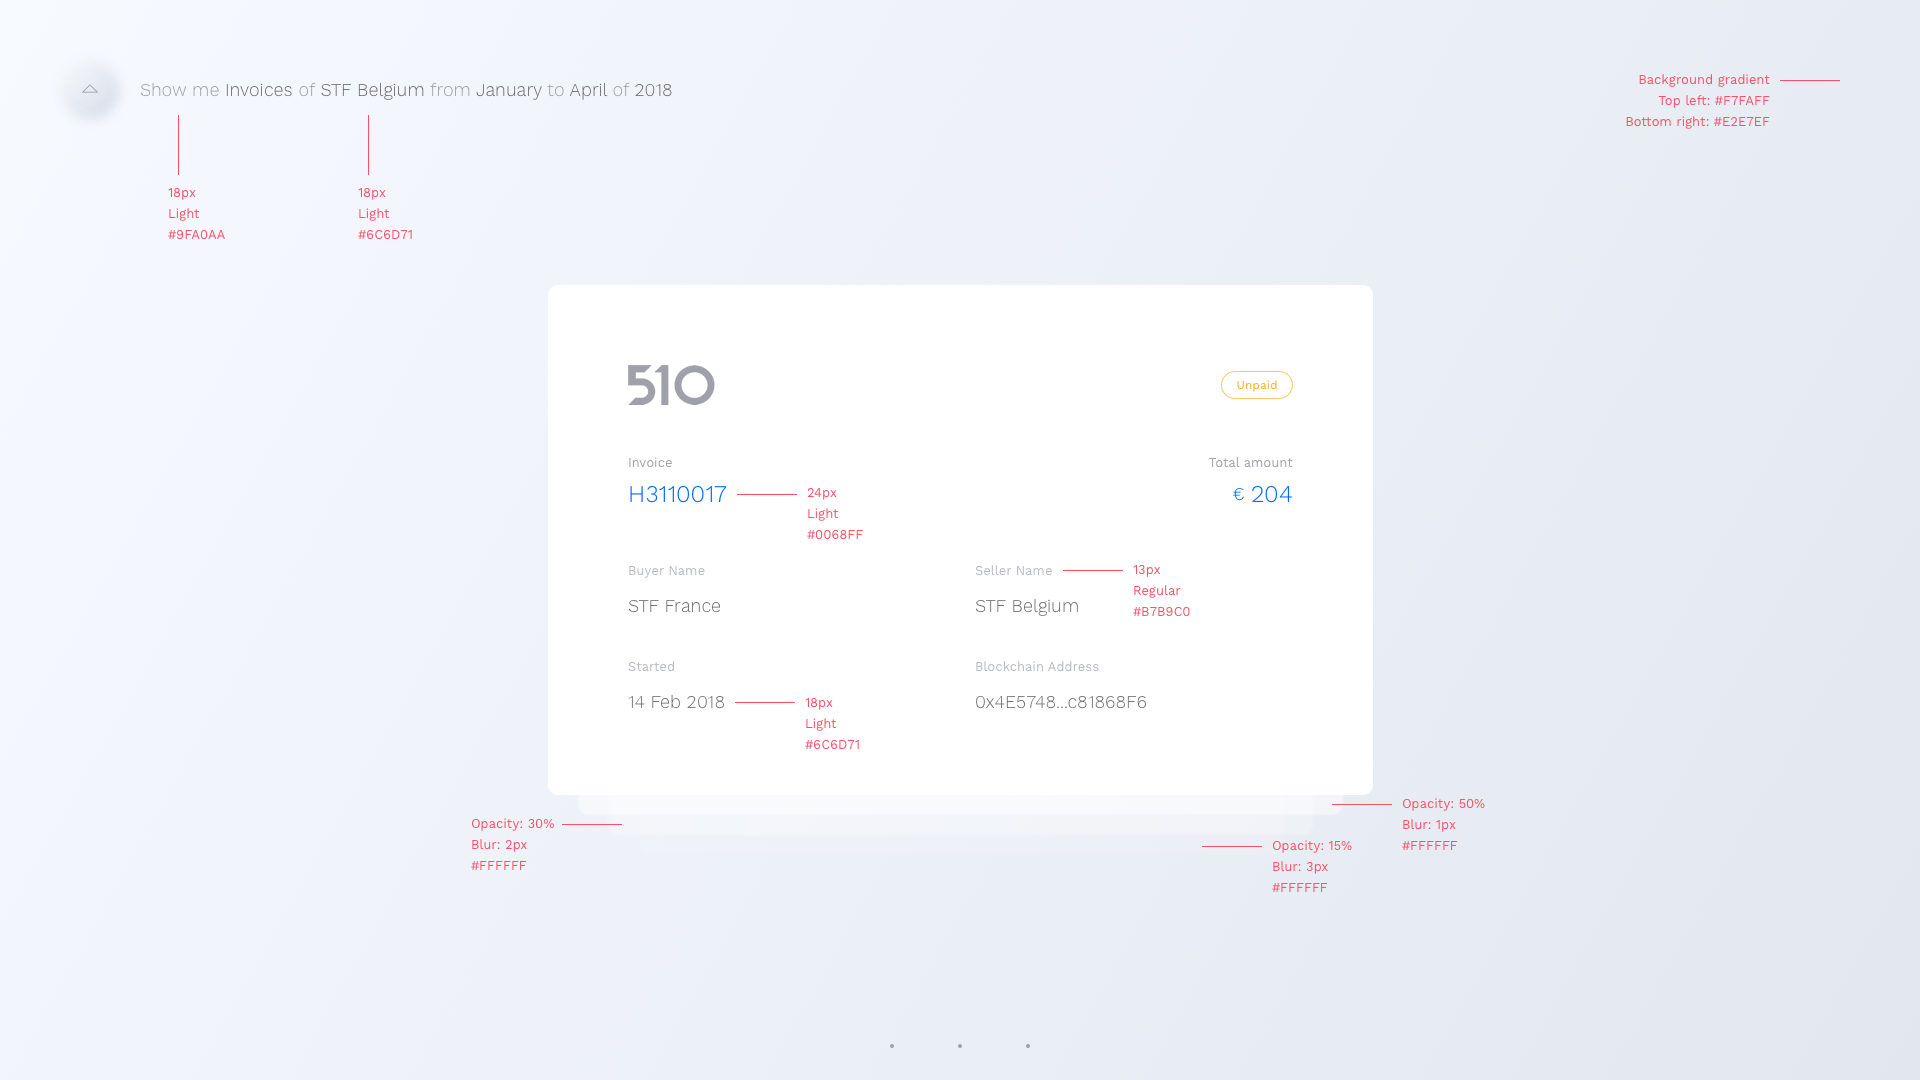 Show me Invoices of STF Belgium from January to April of 2018
Background gradient
Top left: #F7FAFF
Bottom right: #E2E7EF
18px
Light
#9FA0AA
18px
Light
#6C6D71
510
Unpaid
Invoice
H3110017
24px
Light
#0068FF
Total amount
€ 204
Buyer Name
STF France
Seller Name
STF Belgium
13px
Regular
#B7B9C0
Started
14 Feb 2018
18px
Light
#6C6D71
Blockchain Address
0x4E5748...c81868F6
Opacity: 30%
Blur: 2px
#FFFFFF
Opacity: 15%
Blur: 3px
#FFFFFF
Opacity: 50%
Blur: 1px
#FFFFFF